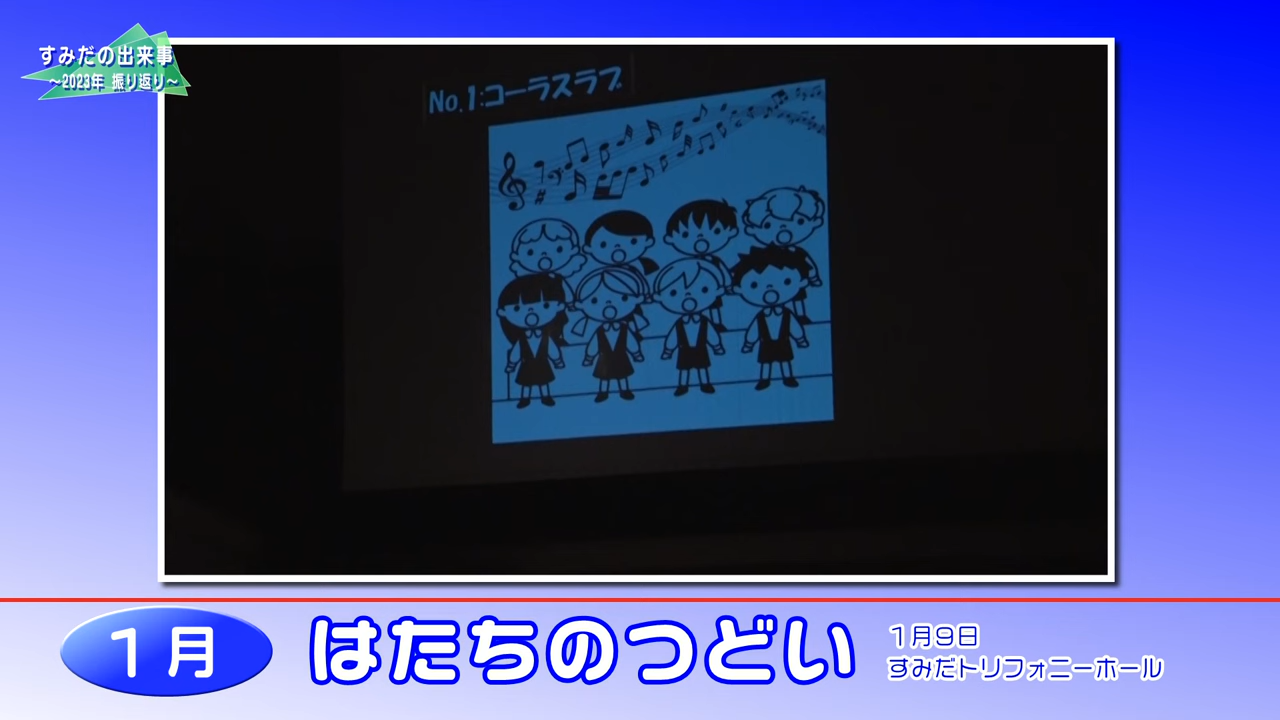 すみだの出来事
～2023年 振り返り～
No.1:コーラスラブ
1月
はたちのつどい
1月9日
すみだトリフォニーホール